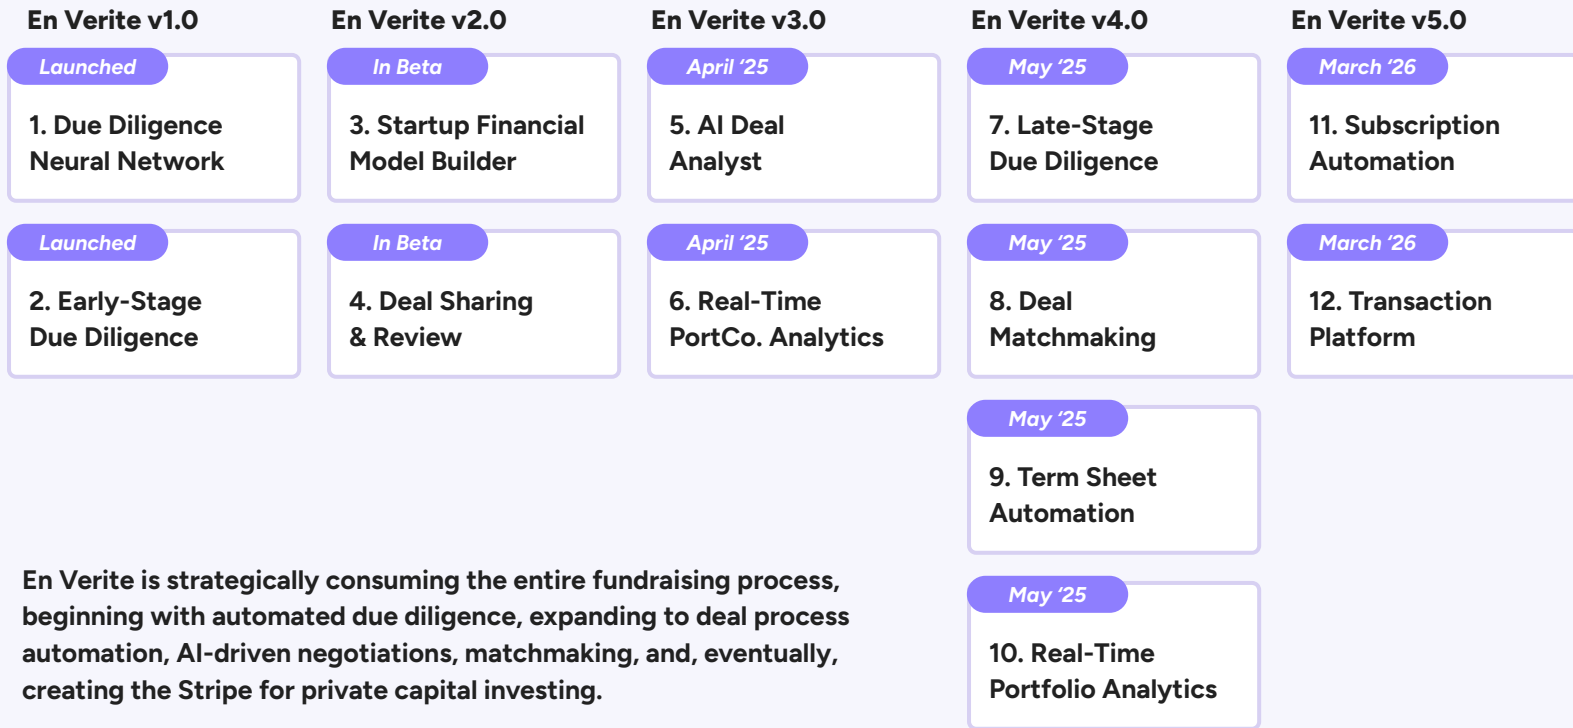 En Verite v1.0
Launched
1. Due Diligence
Neural Network
Launched
2. Early-Stage
Due Diligence
En Verite v2.0
In Beta
3. Startup Financial
Model Builder
In Beta
4. Deal Sharing
& Review
En Verite v3.0
April ‘25
5. AI Deal
Analyst
April ‘25
6. Real-Time
PortCo. Analytics
En Verite v4.0
May ‘25
7. Late-Stage
Due Diligence
May ‘25
8. Deal
Matchmaking
May ‘25
9. Term Sheet
Automation
May ‘25
10. Real-Time
Portfolio Analytics
En Verite v5.0
March ‘26
11. Subscription
Automation
March ‘26
12. Transaction
Platform
En Verite is strategically consuming the entire fundraising process,
beginning with automated due diligence, expanding to deal process
automation, AI-driven negotiations, matchmaking, and, eventually,
creating the Stripe for private capital investing.